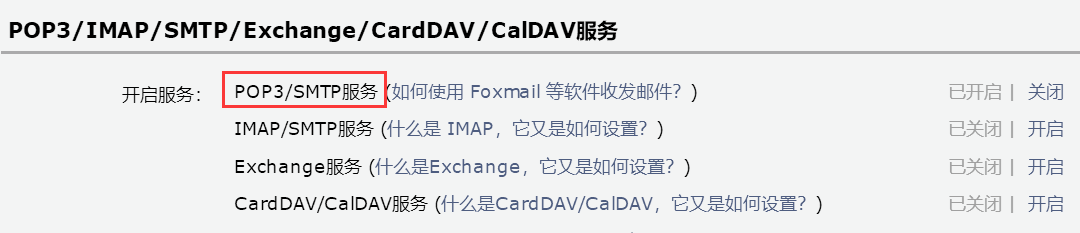 POP3/IMAP/SMTP/Exchange/CardDAV/CalDAV服务
开启服务： POP3/SMTP服务 (如何使用 Foxmail 等软件收发邮件？) 已开启 | 关闭
IMAP/SMTP服务 (什么是 IMAP，它又是如何设置？) 已关闭 | 开启
Exchange服务 (什么是Exchange，它又是如何设置？) 已关闭 | 开启
CardDAV/CalDAV服务 (什么是CardDAV/CalDAV，它又是如何设置？) 已关闭 | 开启